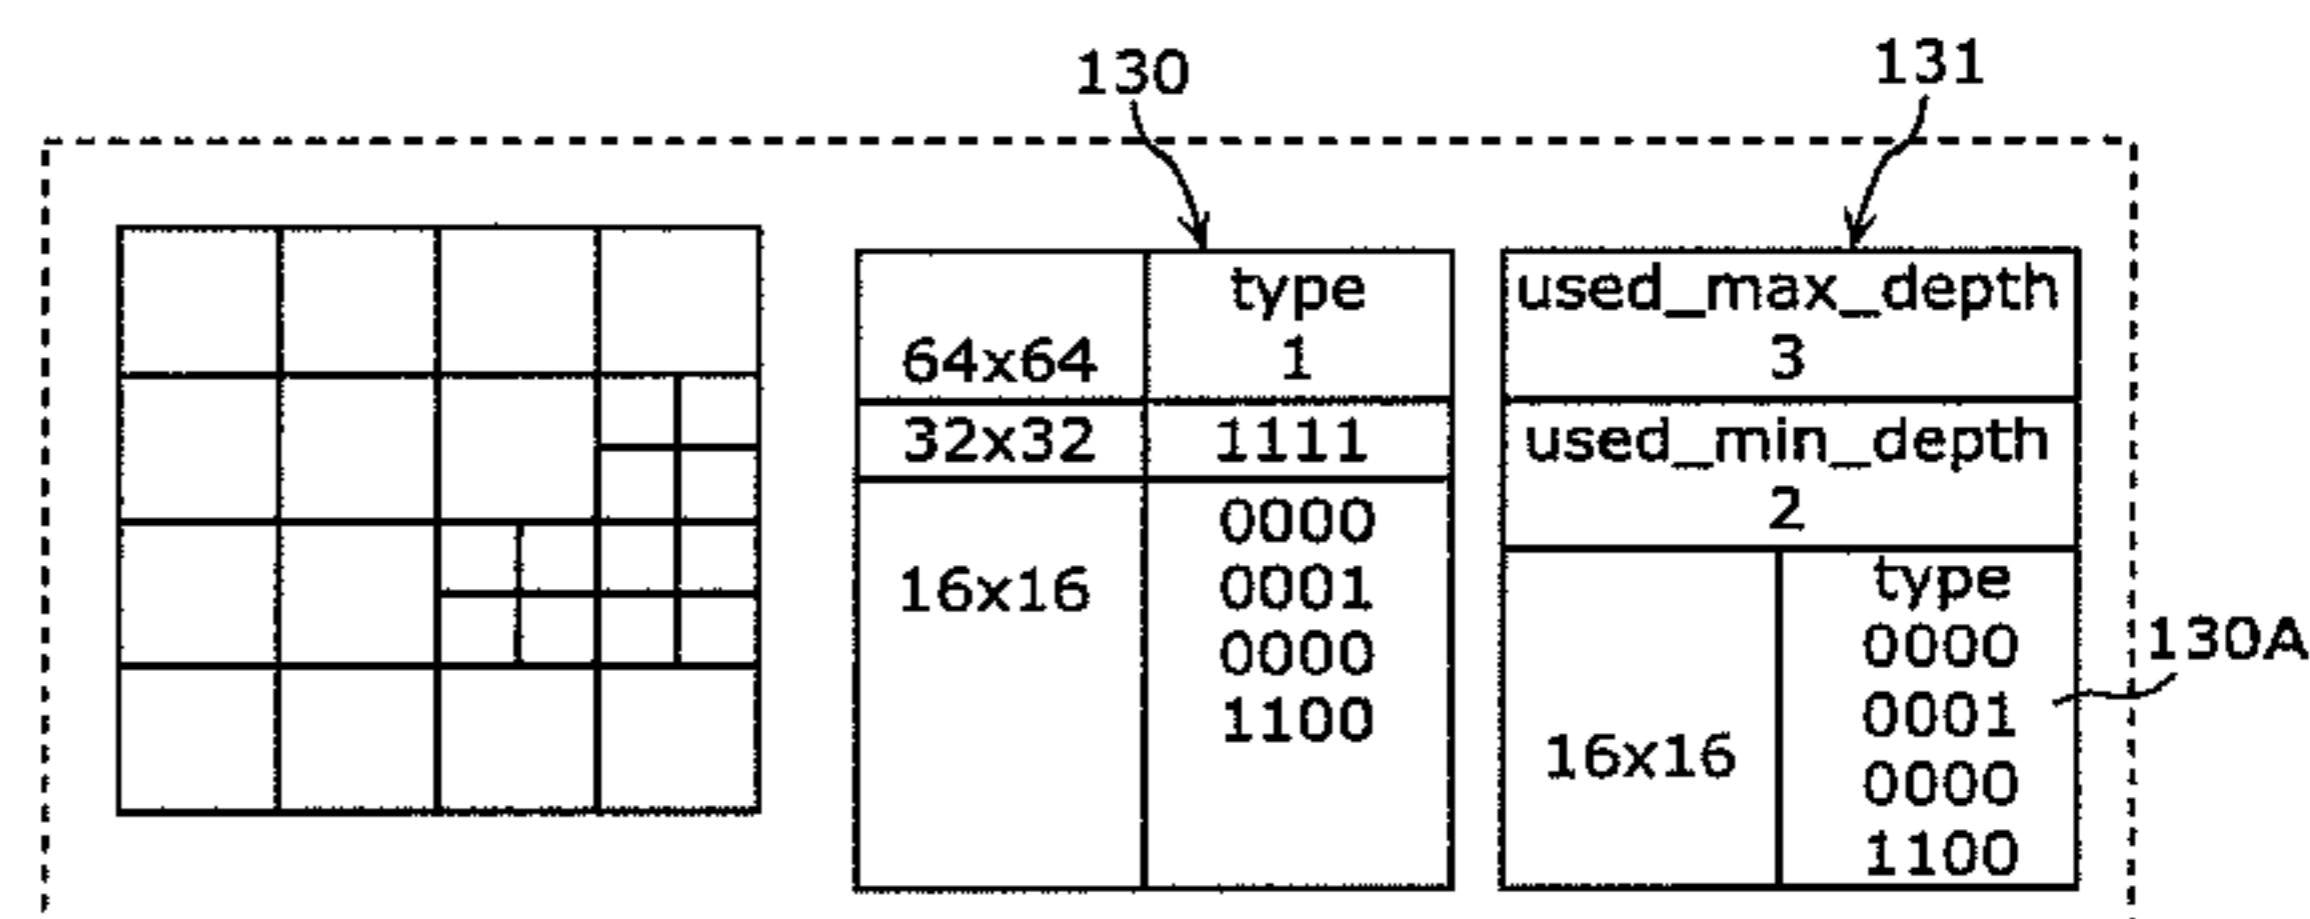 130
131
type
64x64 1
32x32 1111
16x16
0000
0001
0000
1100
used_max_depth
3
used_min_depth
2
16x16
type
0000
0001
0000
1100
130A